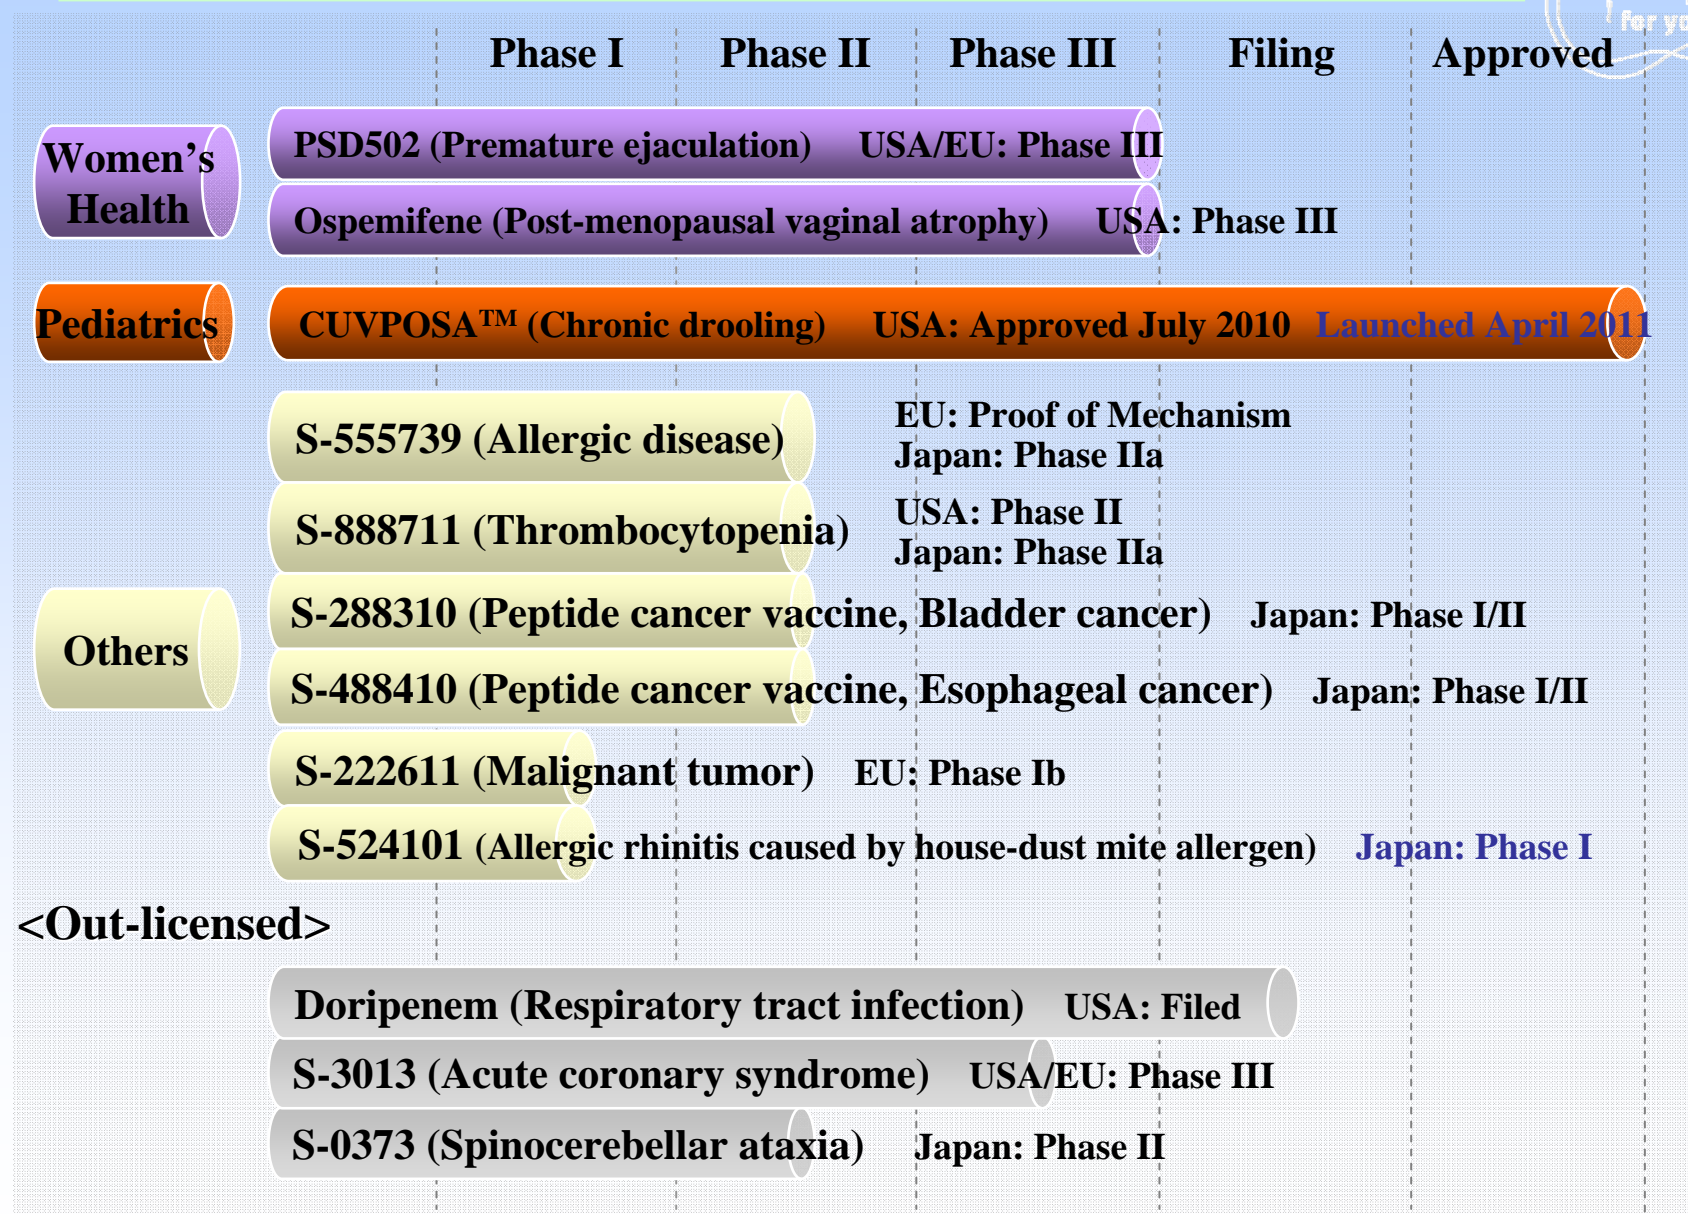 for
Phase I Phase II Phase III Filing Approved
Women's
Health
PSD502 (Premature ejaculation) USA/EU: Phase III
Ospemifene (Post-menopausal vaginal atrophy) USA: Phase III
Pediatrics
CUVPOSA™ (Chronic drooling) USA: Approved July 2010 Launched April 2011
S-555739 (Allergic disease)
EU: Proof of Mechanism
Japan: Phase IIa
S-888711 (Thrombocytopenia)
USA: Phase II
Japan: Phase IIa
Others
S-288310 (Peptide cancer vaccine, Bladder cancer) Japan: Phase I/II
S-488410 (Peptide cancer vaccine, Esophageal cancer) Japan: Phase I/II
S-222611 (Malignant tumor) EU: Phase Ib
S-524101 (Allergic rhinitis caused by house-dust mite allergen) Japan: Phase I
<Out-licensed>
Doripenem (Respiratory tract infection) USA: Filed
S-3013 (Acute coronary syndrome) USA/EU: Phase III
S-0373 (Spinocerebellar ataxia) Japan: Phase II